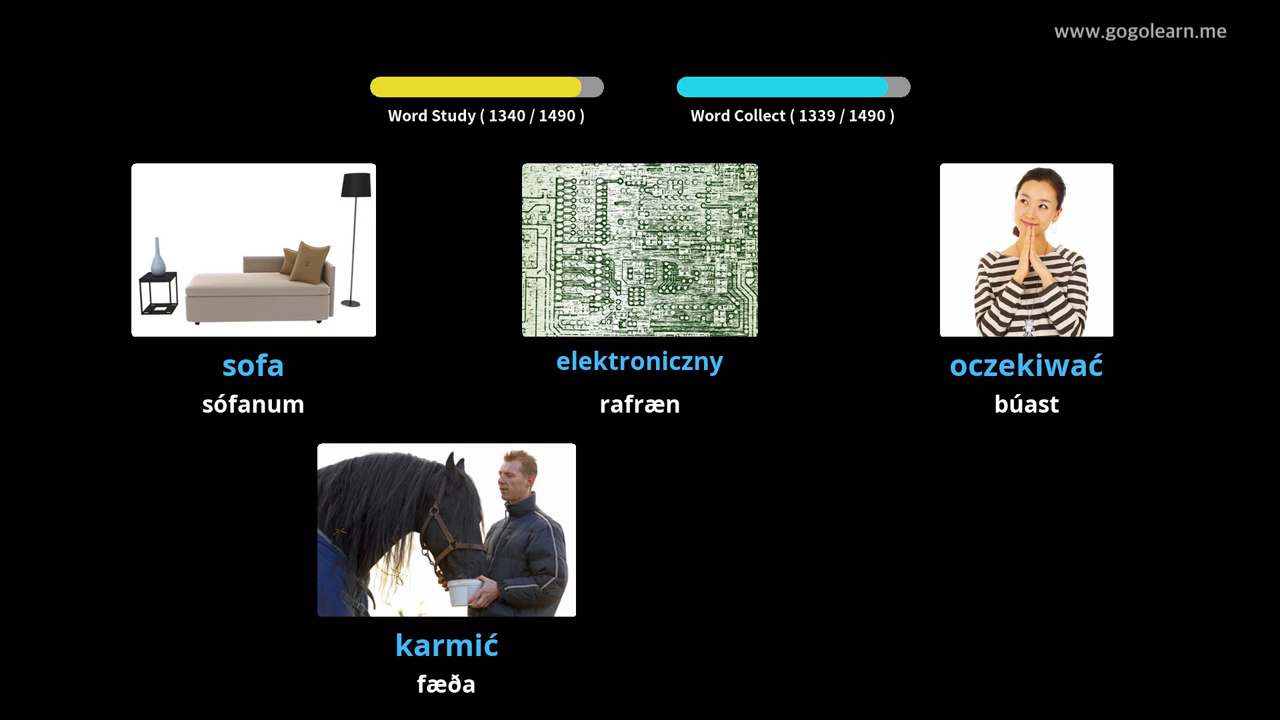 www.gogolearn.me
Word Study ( 1340 / 1490 )
Word Collect ( 1339 / 1490 )
sofa
sófanum
elektroniczny
rafræn
oczekiwać
búast
karmić
fæða